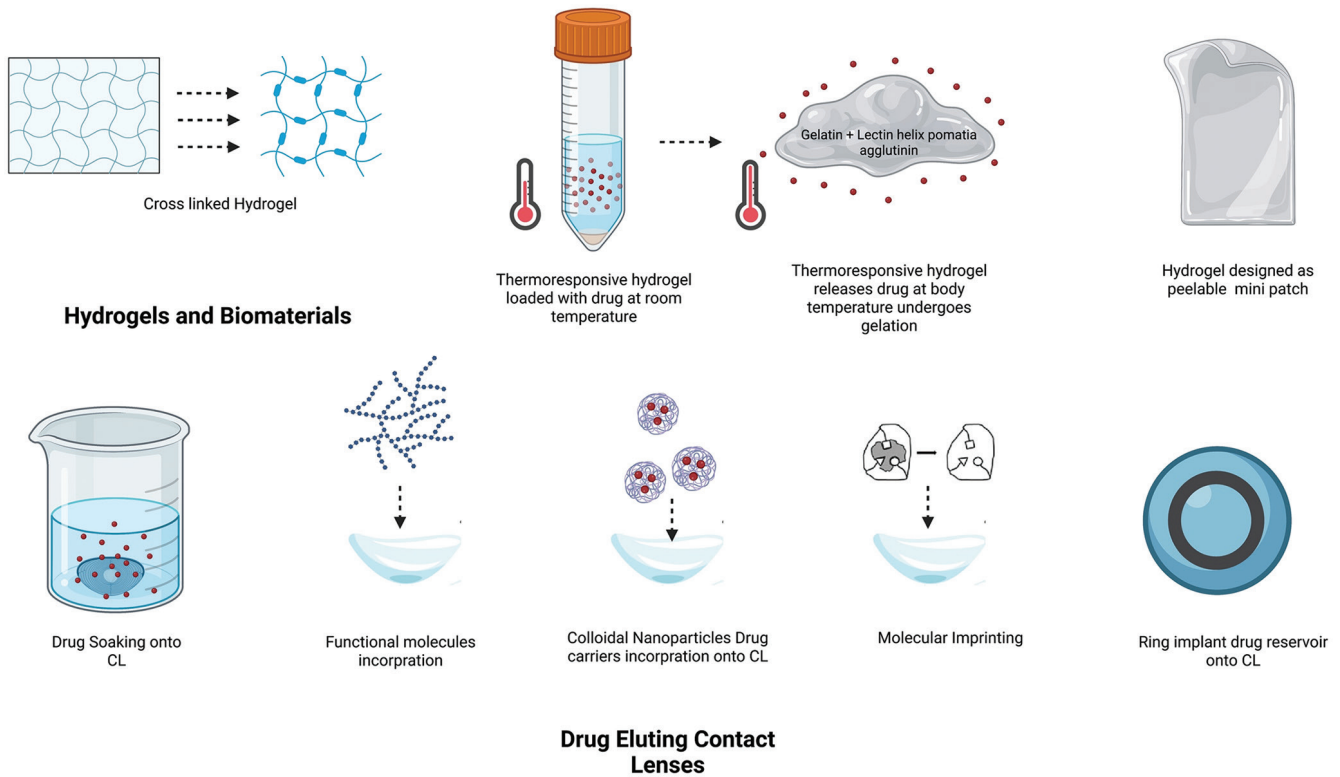 Gelatin + Lectin helix pomatia
agglutinin
Cross linked Hydrogel
Thermoresponsive hydrogel
loaded with drug at room
temperature
Thermoresponsive hydrogel
releases drug at body
temperature undergoes
gelation
Hydrogel designed as
peelable mini patch
Hydrogels and Biomaterials
Drug Soaking onto
CL
Functional molecules
incorpration
Colloidal Nanoparticles Drug
carriers incorpration onto CL
Molecular Imprinting
Ring implant drug reservoir
onto CL
Drug Eluting Contact
Lenses